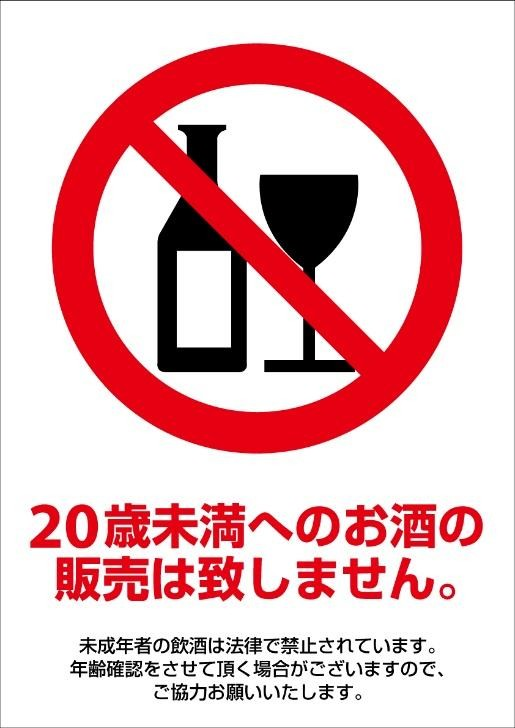 20歳未満へのお酒の
販売は致しません。
未成年者の飲酒は法律で禁止されています。
年齢確認をさせて頂く場合がございますので、
ご協力お願いいたします。